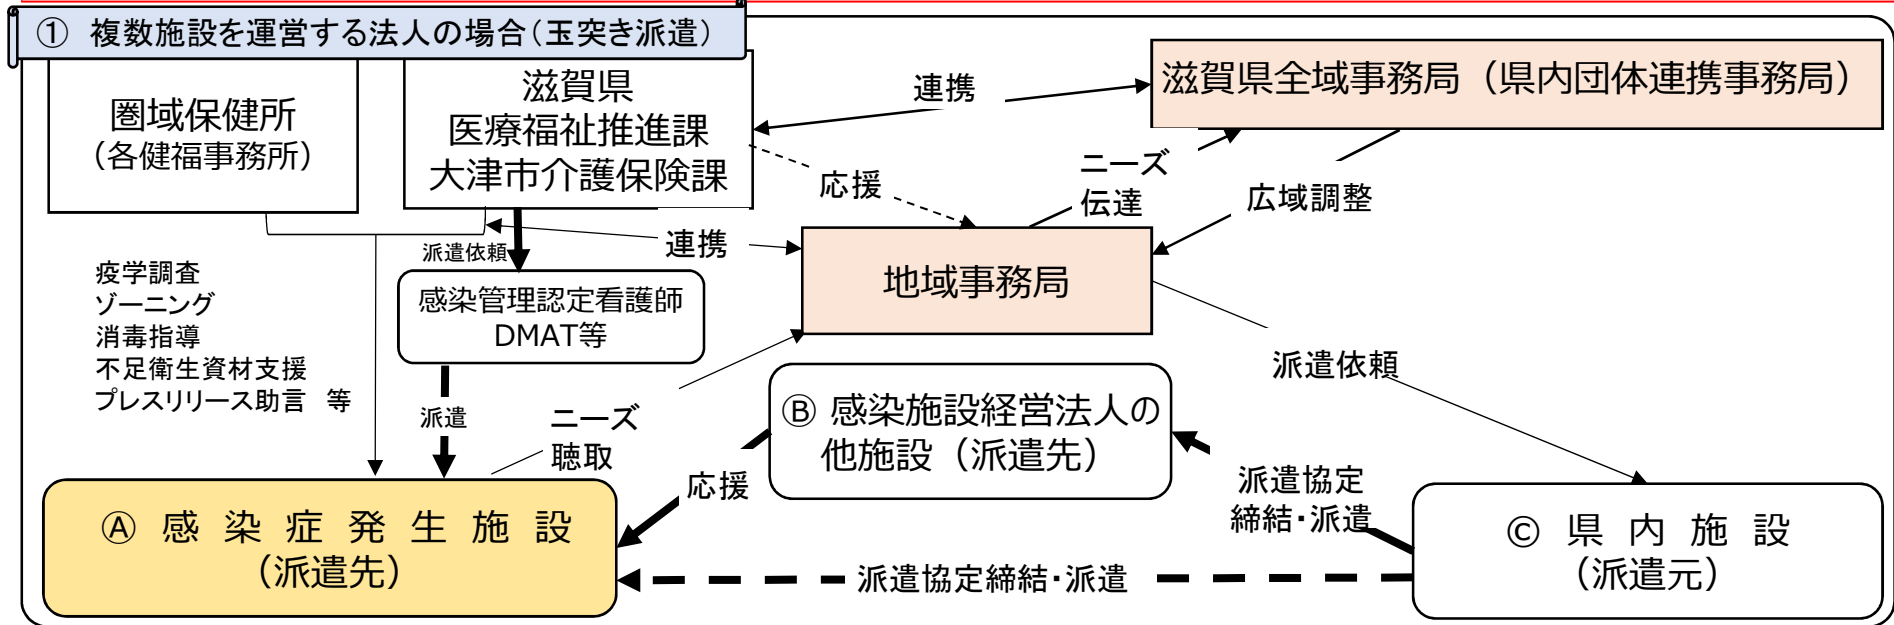 ① 複数施設を運営する法人の場合（玉突き派遣）
圏域保健所
（各健福事務所）
滋賀県
医療福祉推進課
大津市介護保険課
連携
滋賀県全域事務局（県内団体連携事務局）
応援
ニーズ
伝達
広域調整
連携
派遣依頼
地域事務局
疫学調査
ゾーニング
消毒指導
不足衛生資材支援
プレスリリース助言　等
感染管理認定看護師
DMAT等
派遣
ニーズ
聴取
派遣依頼
Ⓑ 感染施設経営法人の
他施設（派遣先）
応援
派遣協定
締結・派遣
Ⓐ 感 染 症 発 生 施 設
（派遣先）
派遣協定締結・派遣
Ⓒ 県 内 施 設
（派遣元）